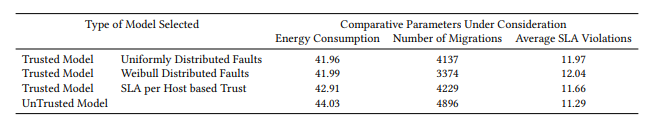 Type of Model Selected Comparative Parameters Under Consideration
Energy Consumption Number of Migrations Average SLA Violations
Trusted Model Uniformly Distributed Faults 41.96 4137 11.97
Trusted Model Weibull Distributed Faults 41.99 3374 12.04
Trusted Model SLA per Host based Trust 42.91 4229 11.66
UnTrusted Model 44.03 4896 11.29